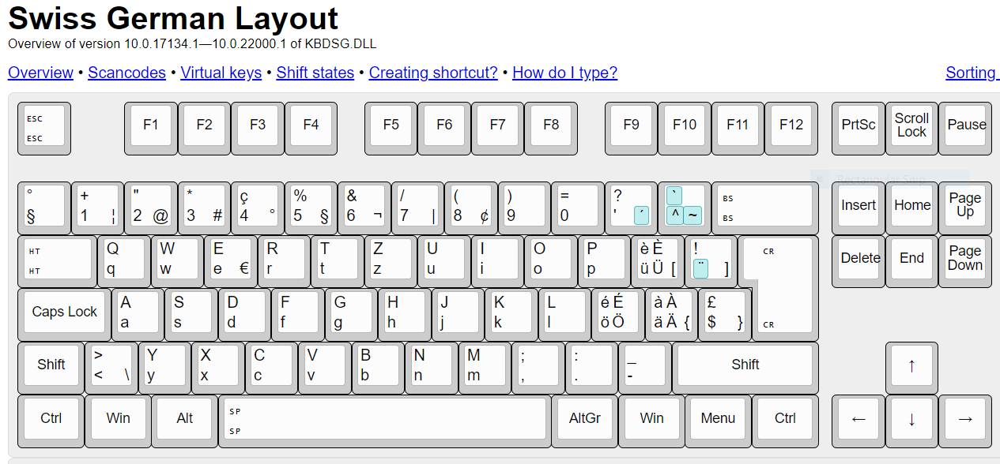 Swiss German Layout
Overview of version 10.0.17134.1—10.0.22000.1 of KBDSG.DLL
Overview • Scancodes • Virtual keys • Shift states • Creating shortcut? • How do I type? Sorting
ESC F1 F2 F3 F4 F5 F6 F7 F8 F9 F10 F11 F12 PrtSc Scroll Lock Pause
ESC
Rectangular Snip
° + " * ç % & / ( ) = ? ` BS Insert Home Page Up
§ 1 ¦ 2 @ 3 # 4 ° 5 § 6 ¬ 7 | 8 ¢ 9 0 ' ´ ^ ~ BS
HT Q W E R T Z U I O P è È ! CR Delete End Page Down
HT q w e € r t z u i o p ü Ü [ ¨ ]
Caps Lock A S D F G H J K L é É à À £
a s d f g h j k l ö Ö ä Ä { $ } CR
Shift > Y X C V B N M ; : _ Shift ↑
< \ y x c v b n m , . -
Ctrl Win Alt SP AltGr Win Menu Ctrl ← ↓ →
SP